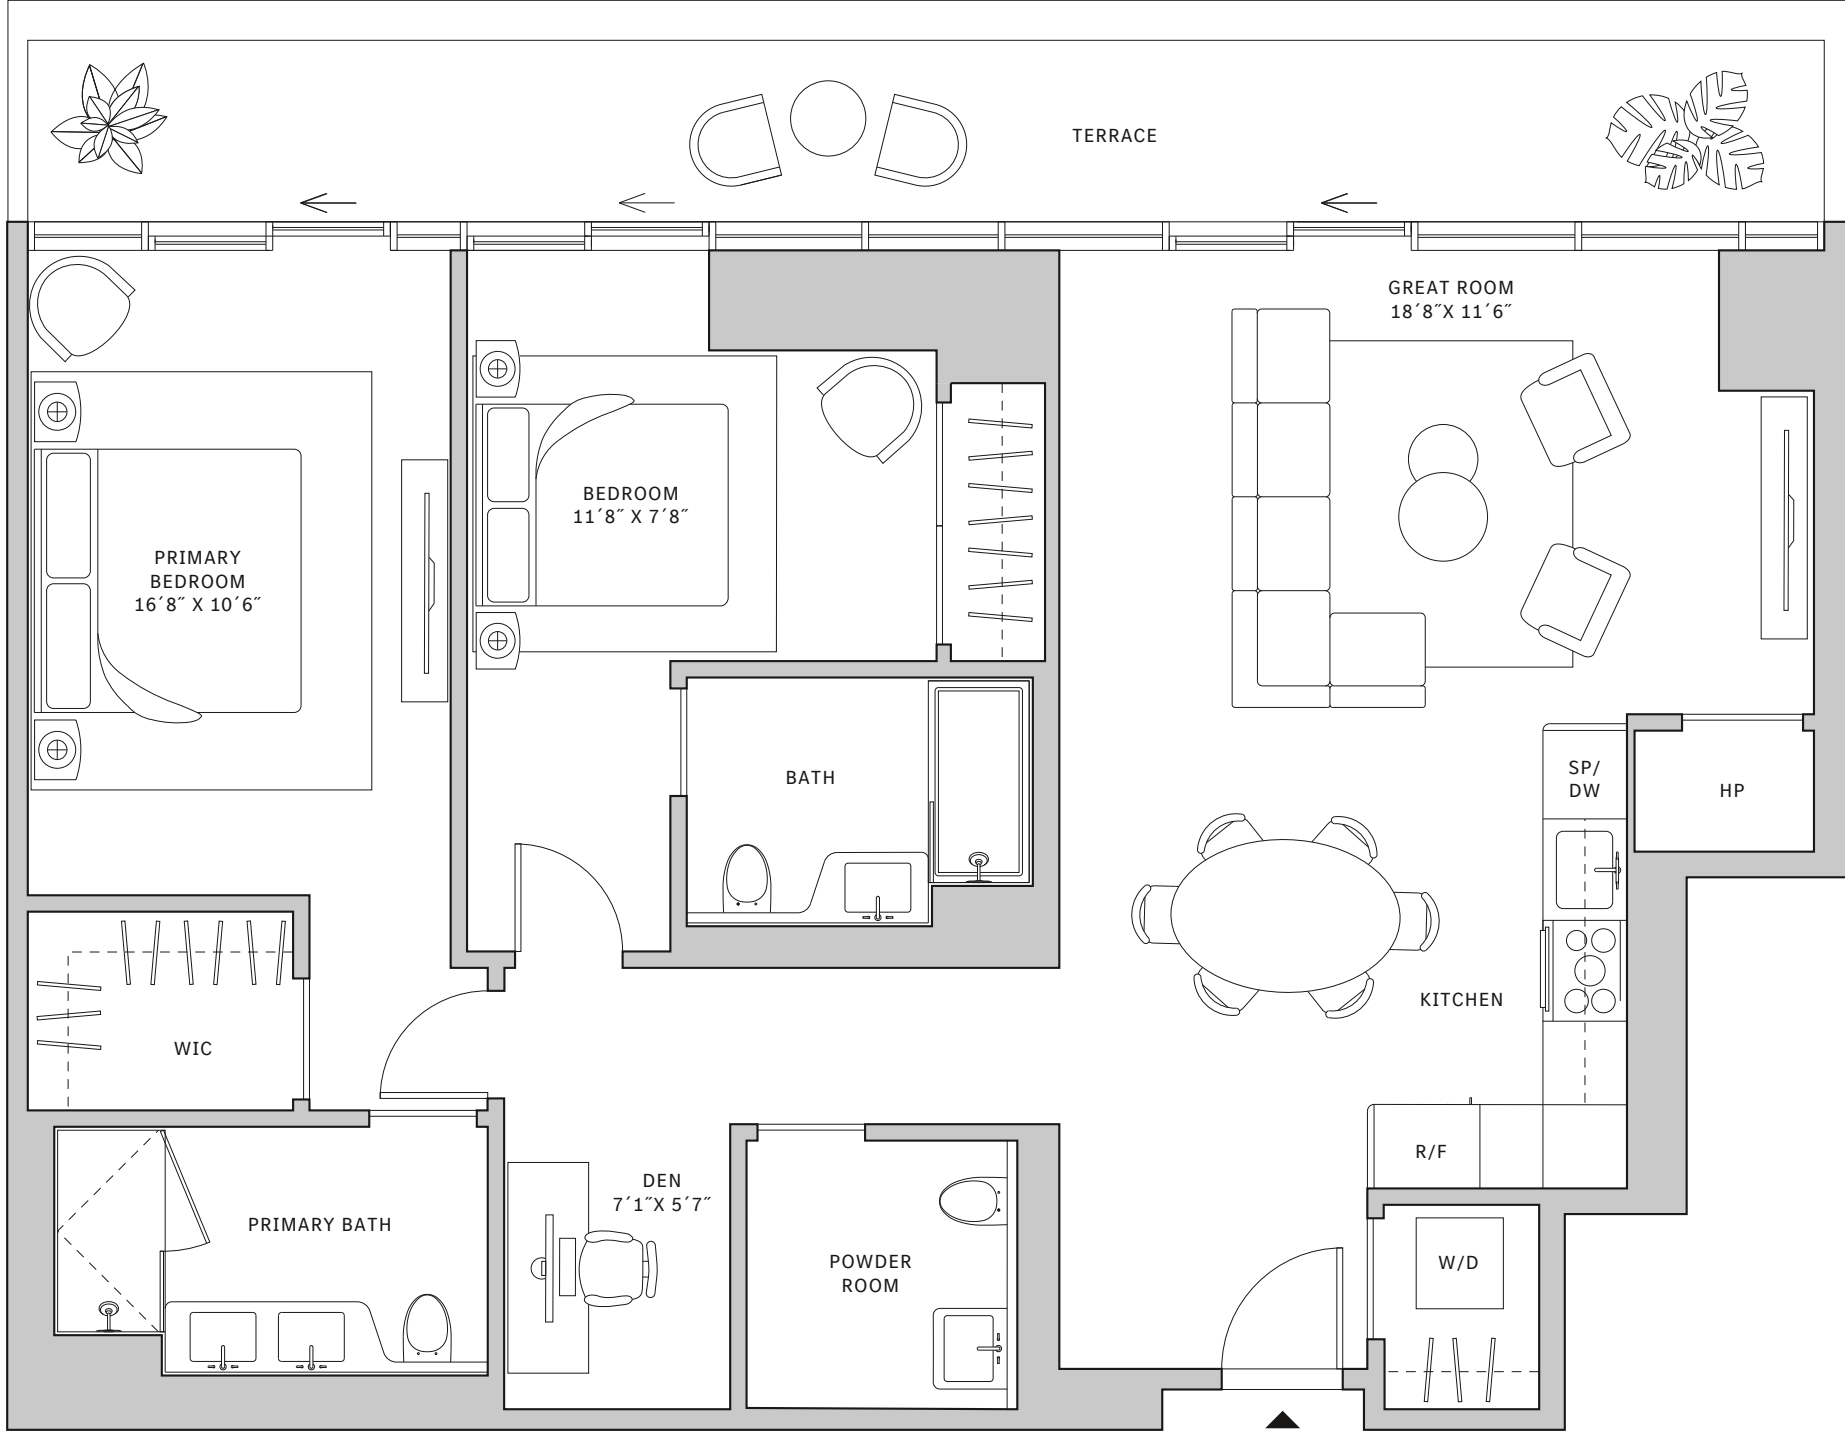 TERRACE
GREAT ROOM
18´8˝X 11´6˝
BEDROOM
11´8˝ X 7´8˝
PRIMARY
BEDROOM
16´8˝ X 10´6˝
BATH
SP/
DW
HP
KITCHEN
WIC
R/F
DEN
7´1˝X 5´7˝
PRIMARY BATH
POWDER
ROOM
W/D